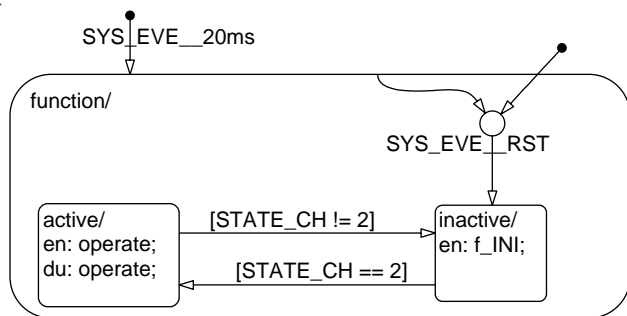 SYS_EVE__20ms
function/
SYS_EVE__RST
active/
en: operate;
du: operate;
[STATE_CH != 2]
[STATE_CH == 2]
inactive/
en: f_INI;